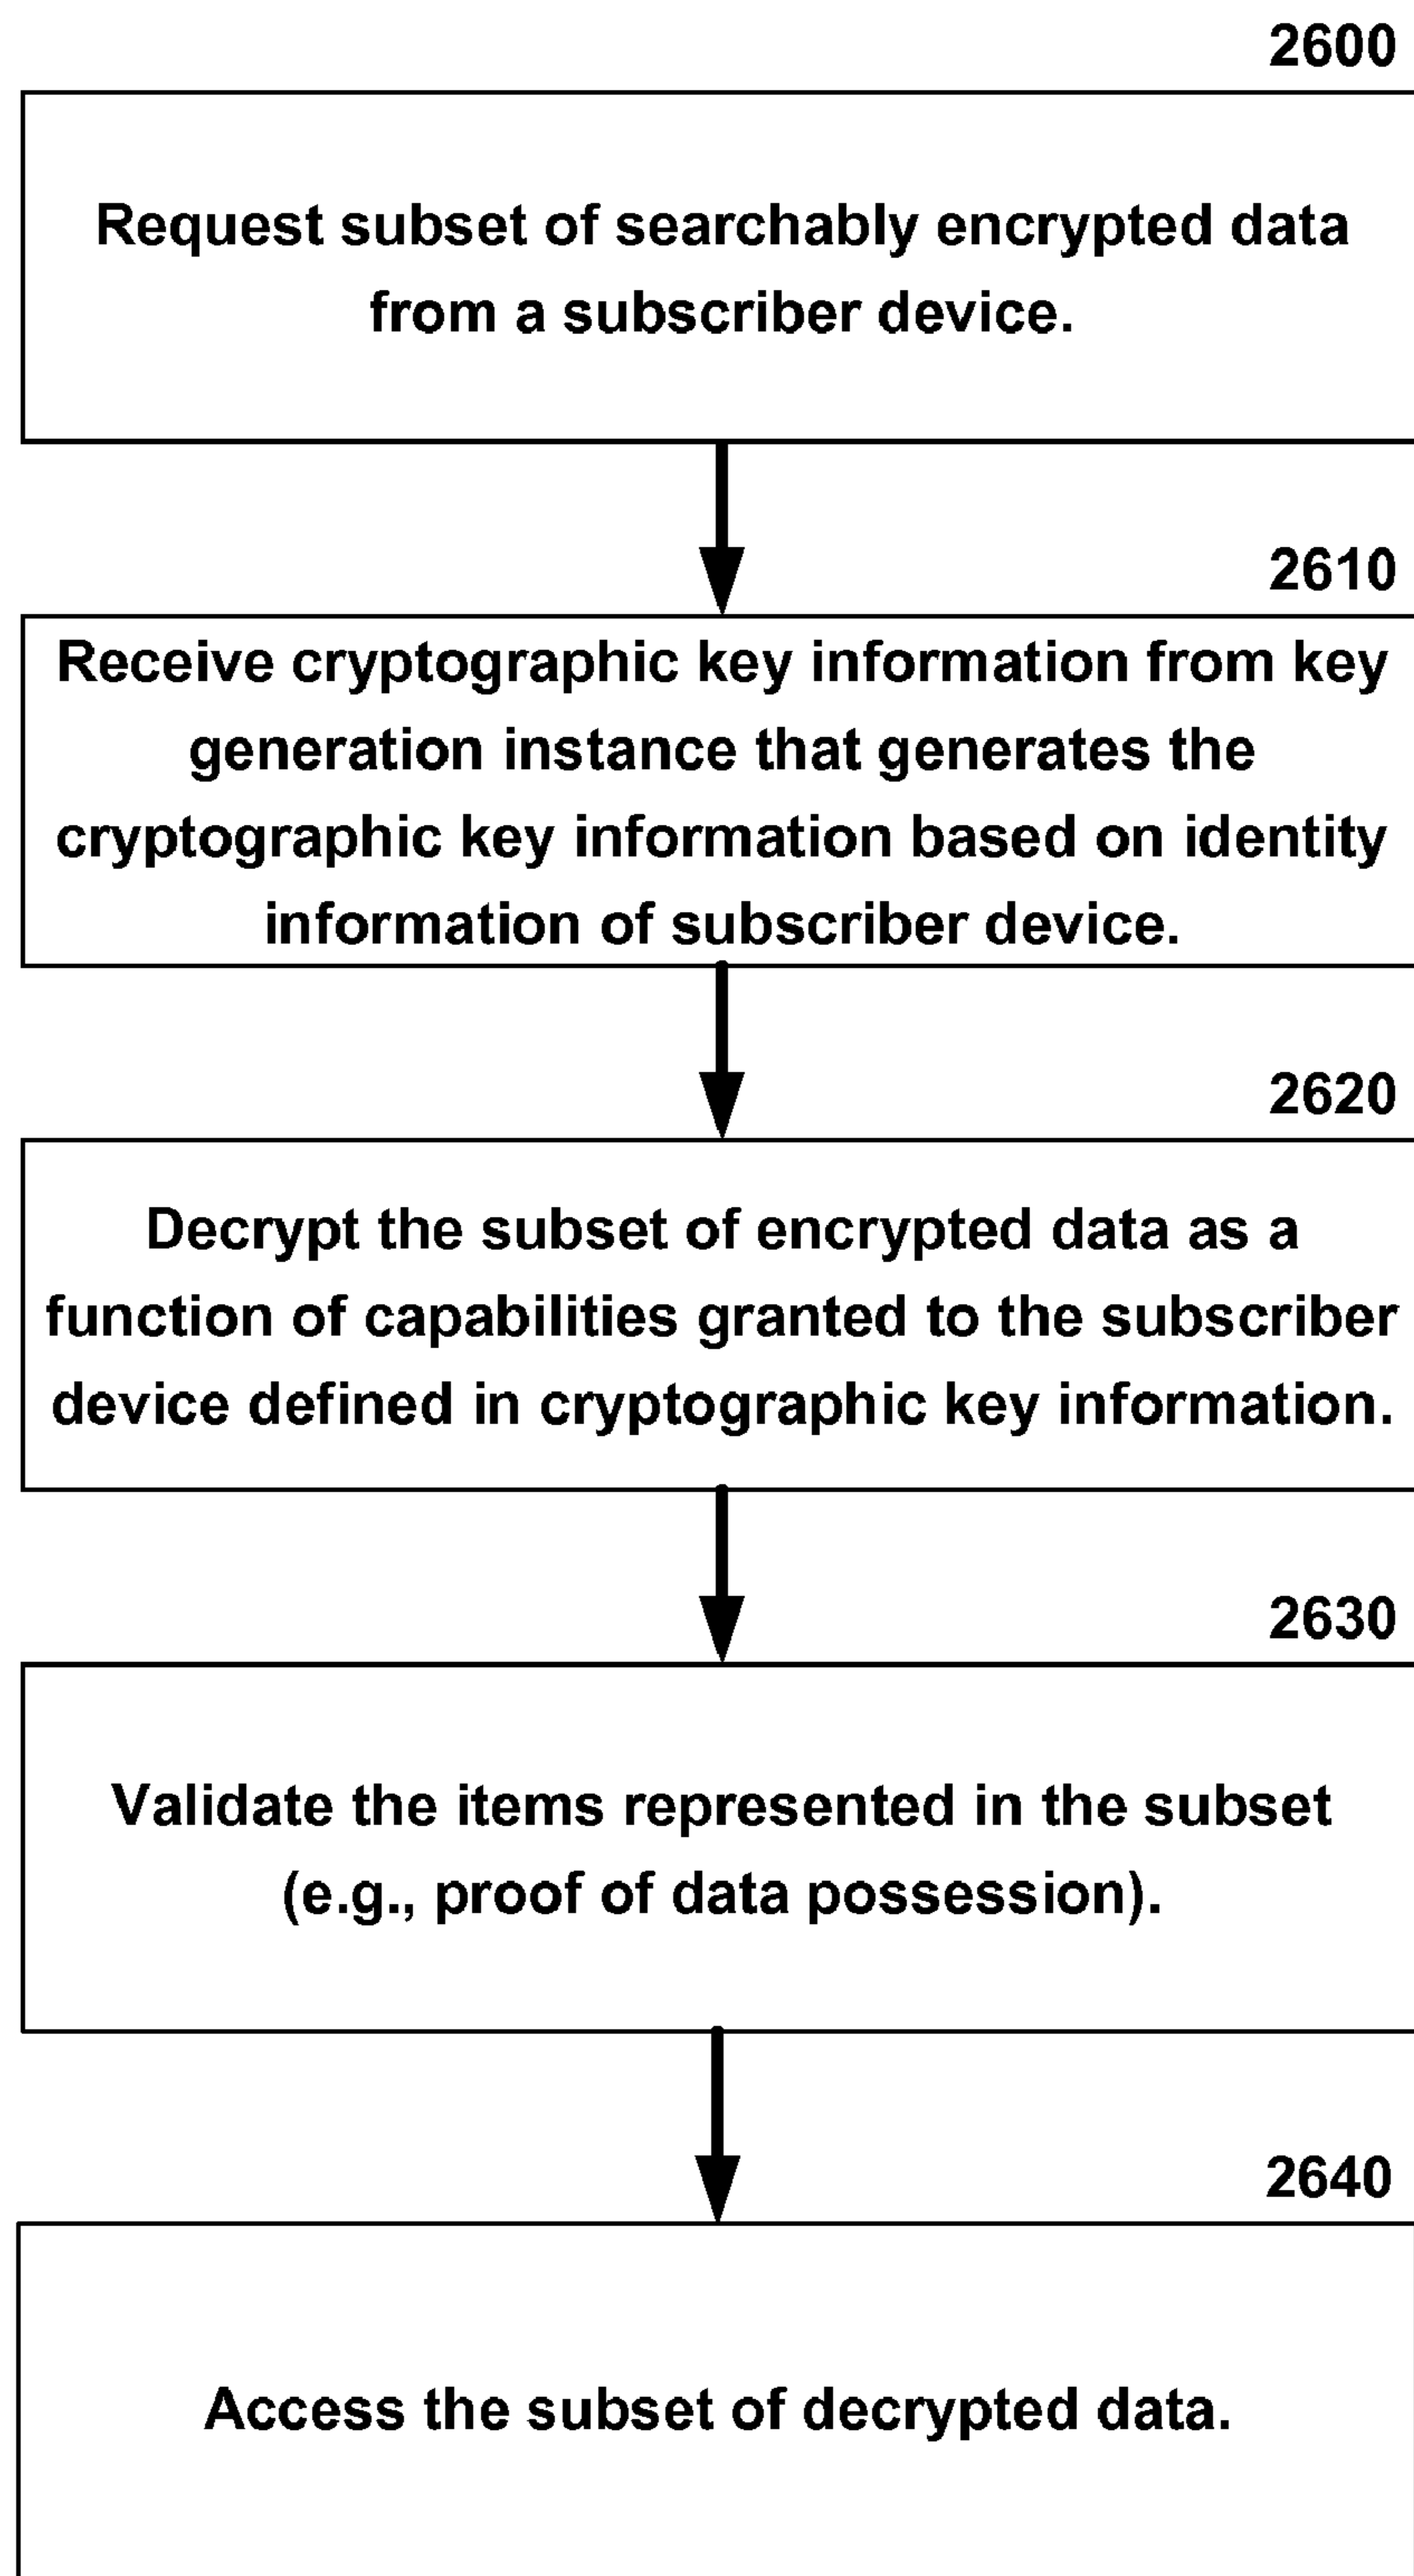 2600
Request subset of searchably encrypted data
from a subscriber device.
2610
Receive cryptographic key information from key
generation instance that generates the
cryptographic key information based on identity
information of subscriber device.
2620
Decrypt the subset of encrypted data as a
function of capabilities granted to the subscriber
device defined in cryptographic key information.
2630
Validate the items represented in the subset
(e.g., proof of data possession).
2640
Access the subset of decrypted data.